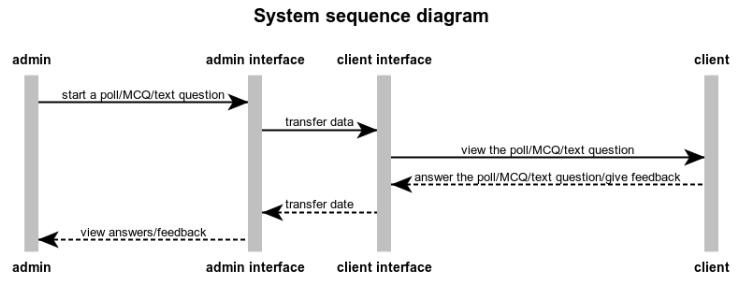 System sequence diagram
admin admin interface client interface client
start a poll/MCQ/text question
transfer data
view the poll/MCQ/text question
answer the poll/MCQ/text question/give feedback
transfer date
view answers/feedback
admin admin interface client interface client